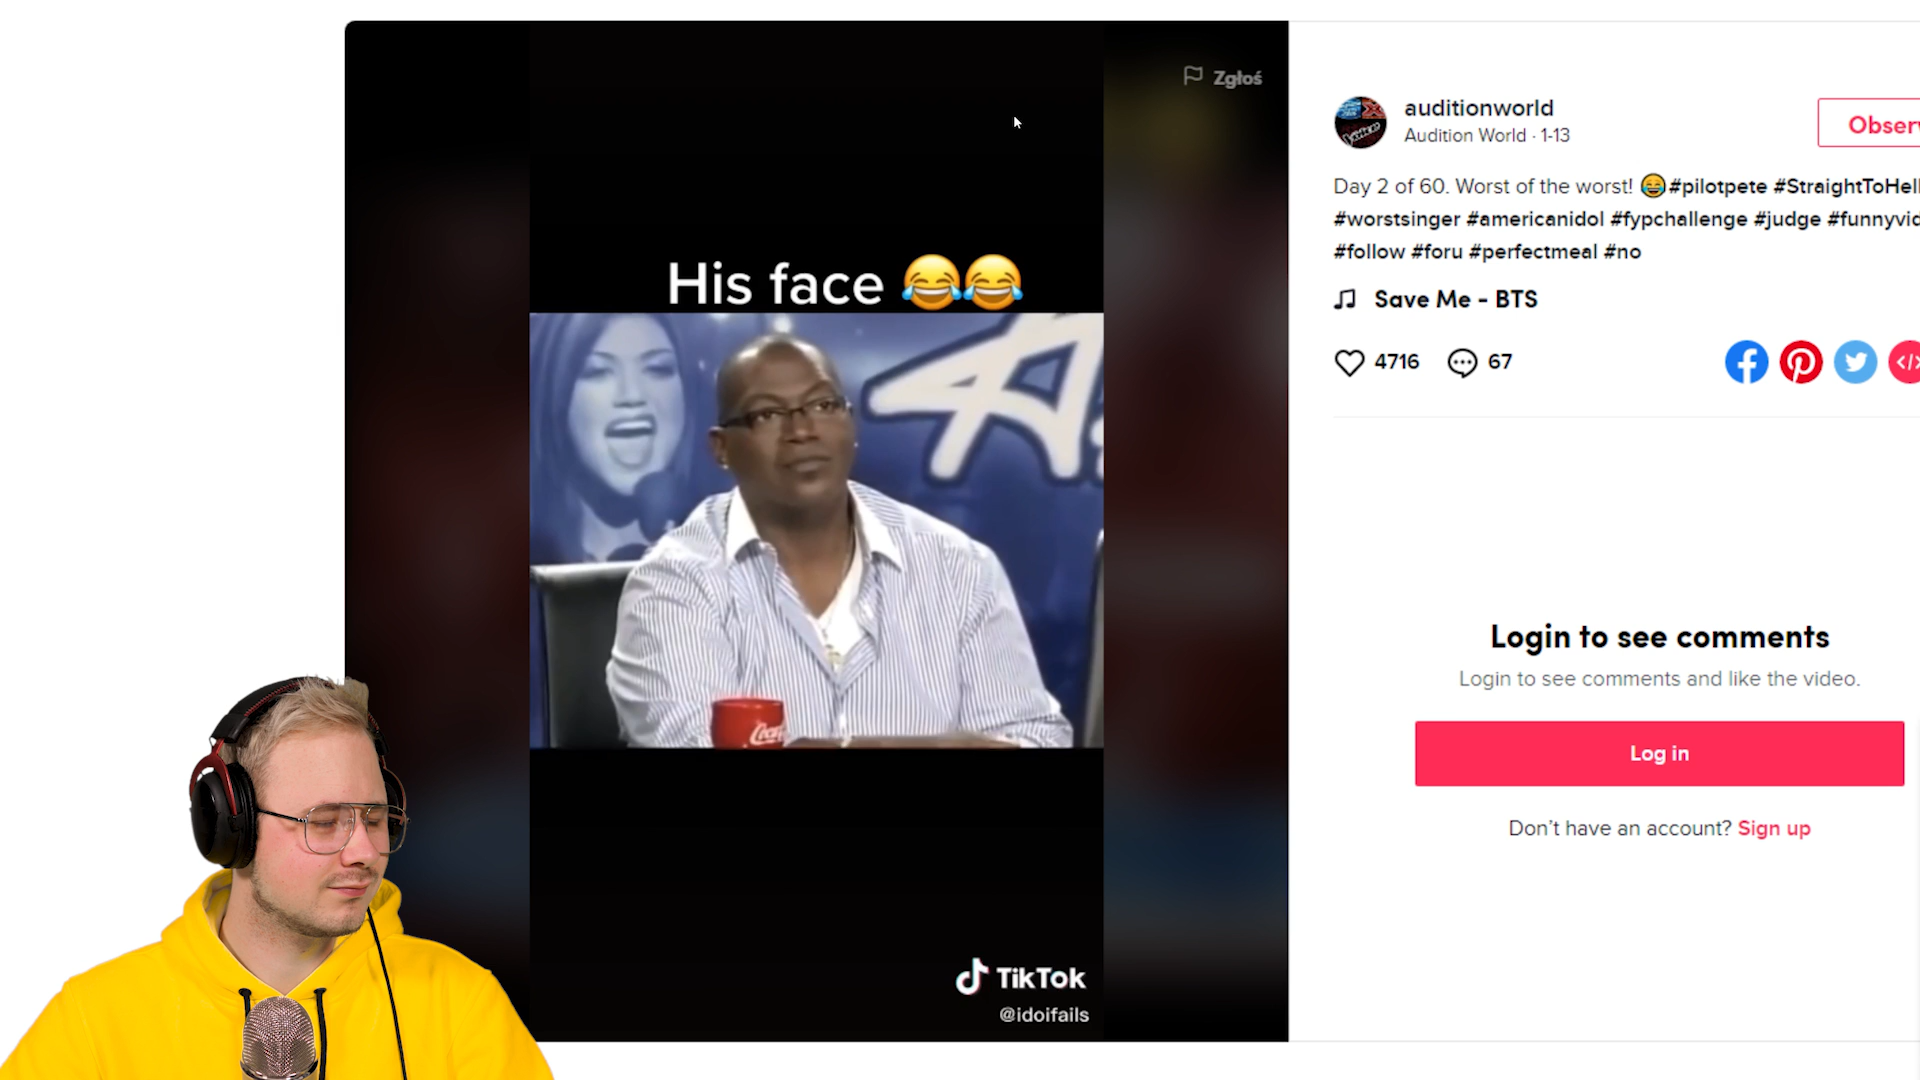 Zgłoś
His face 😂😂
A
Coca
TikTok
@idoifails
auditionworld
Audition World · 1-13
Obser
Day 2 of 60. Worst of the worst! 😂#pilotpete #StraightToHell
#worstsinger #americanidol #fypchallenge #judge #funnyvid
#follow #foru #perfectmeal #no
Save Me - BTS
4716
67
Login to see comments
Login to see comments and like the video.
Log in
Don't have an account? Sign up